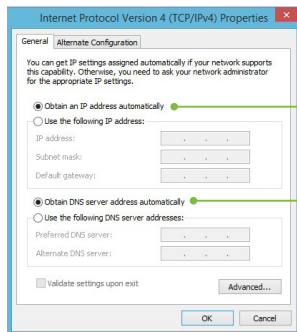 Internet Protocol Version 4 (TCP/IPv4) Properties
General
Alternate Configuration
You can get IP settings assigned automatically if your network supports
this capability. Otherwise, you need to ask your network administrator
for the appropriate IP settings.
Obtain an IP address automatically
Use the following IP address:
IP address:
Subnet mask:
Default gateway:
Obtain DNS server address automatically
Use the following DNS server addresses:
Preferred DNS server:
Alternate DNS server:
Validate settings upon exit
Advanced...
OK
Cancel